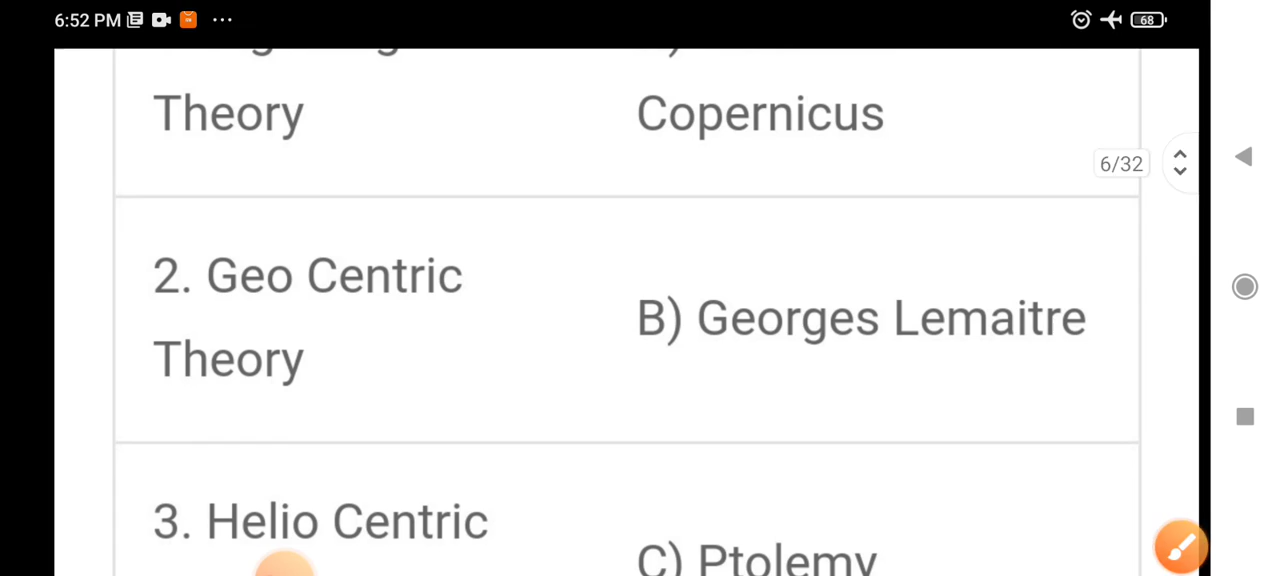 6:52 PM
68
Theory
Copernicus
6/32
2. Geo Centric
Theory
B) Georges Lemaitre
3. Helio Centric
C) Ptolemy